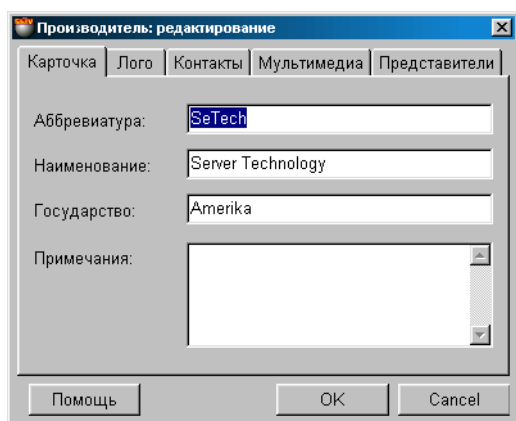 Производитель: редактирование
Карточка Лого Контакты Мультимедиа Представители
Аббревиатура: SeTech
Наименование: Server Technology
Государство: Amerika
Примечания:
Помощь OK Cancel